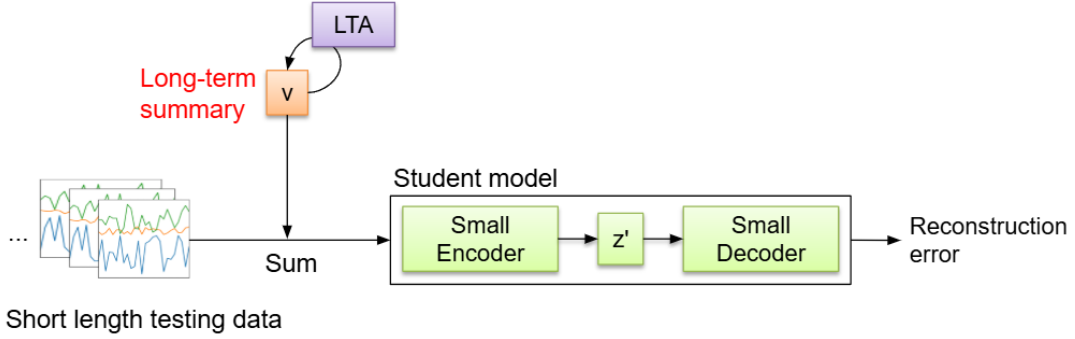 LTA
Long-term
summary
v
Student model
Small
Encoder
z'
Small
Decoder
Reconstruction
error
...
Sum
Short length testing data